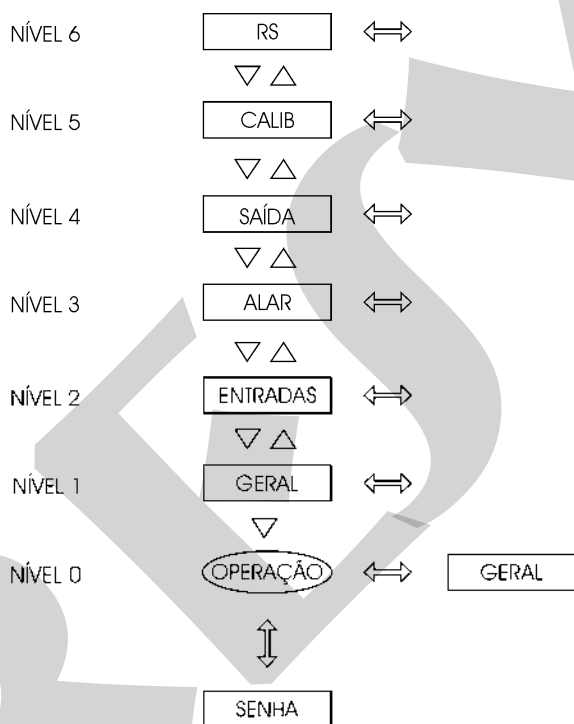 NÍVEL 6 RS
NÍVEL 5 CALIB
NÍVEL 4 SAÍDA
NÍVEL 3 ALAR
NÍVEL 2 ENTRADAS
NÍVEL 1 GERAL
NÍVEL 0 OPERAÇÃO GERAL
SENHA